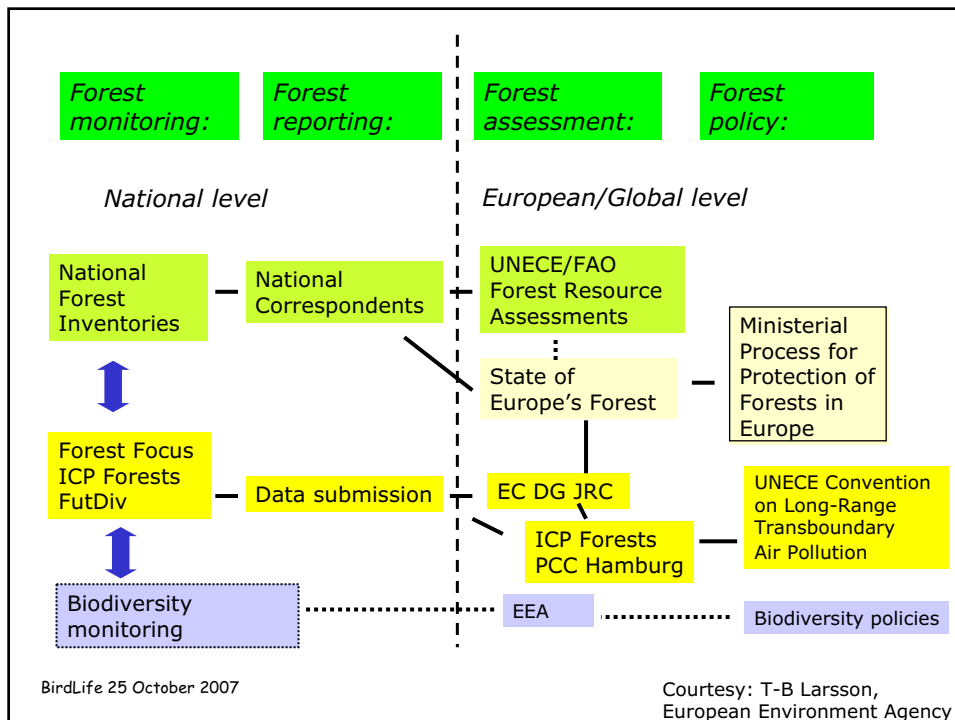 Forest
monitoring:
Forest
reporting:
Forest
assessment:
Forest
policy:
National level
European/Global level
National
Forest
Inventories
National
Correspondents
UNECE/FAO
Forest Resource
Assessments
State of
Europe's Forest
Ministerial
Process for
Protection of
Forests in
Europe
Forest Focus
ICP Forests
FutDiv
Data submission
EC DG JRC
ICP Forests
PCC Hamburg
UNECE Convention
on Long-Range
Transboundary
Air Pollution
Biodiversity
monitoring
EEA
Biodiversity policies
BirdLife 25 October 2007
Courtesy: T-B Larsson,
European Environment Agency